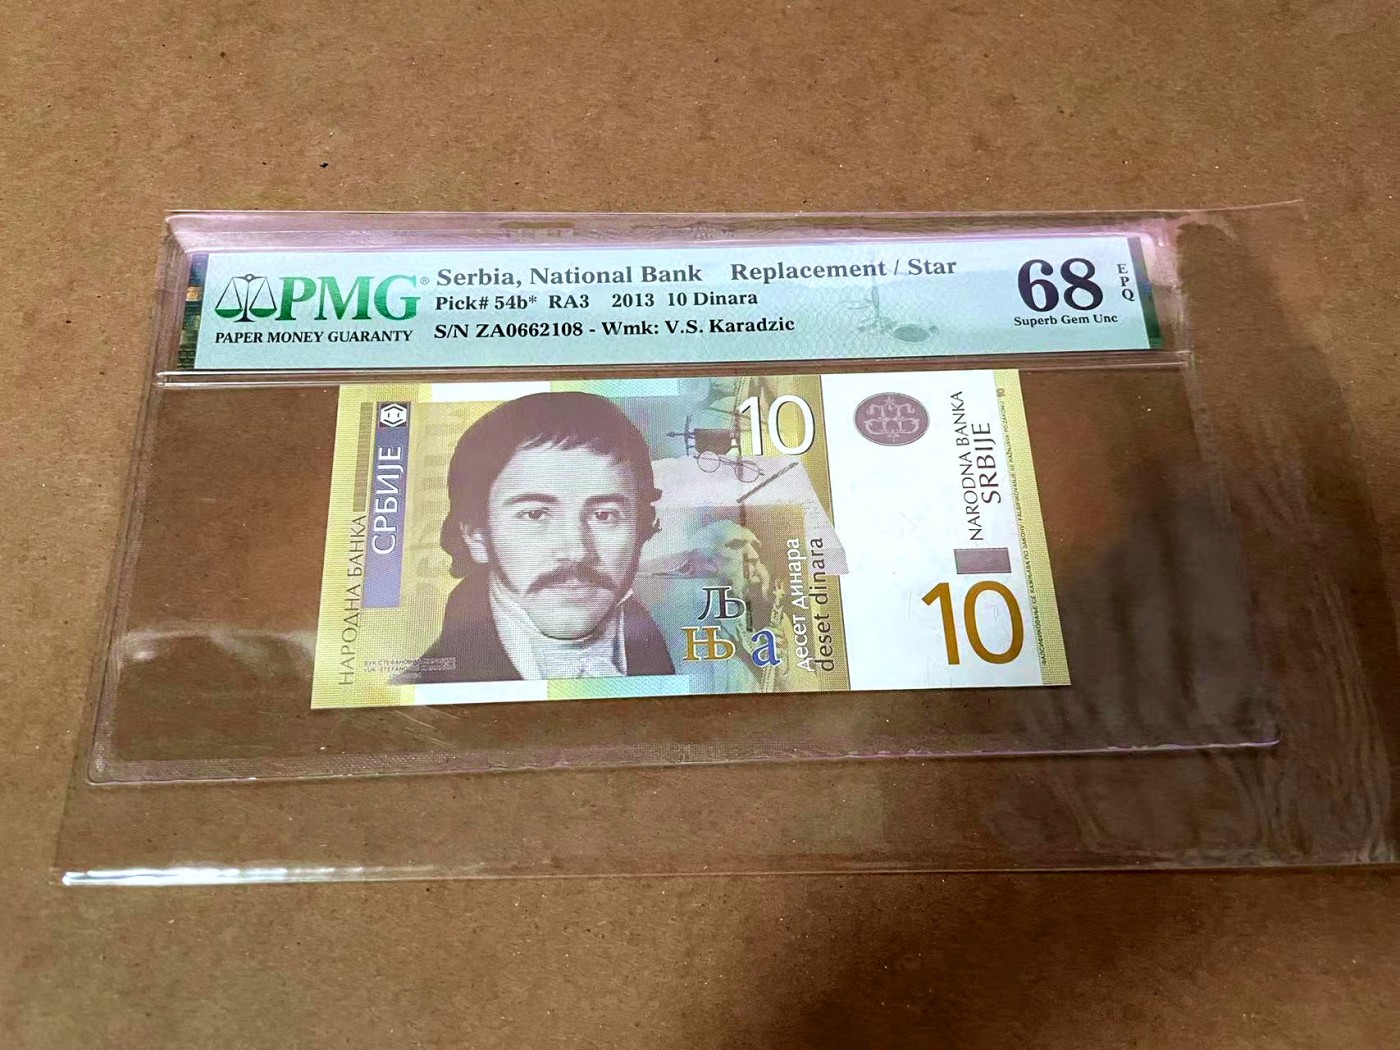 PMG®
PAPER MONEY GUARANTY
Serbia, National Bank Replacement / Star
Pick# 54b* RA3 2013 10 Dinara
S/N ZA0662108 - Wmk: V.S. Karadzic
68
EPQ
Superb Gem Unc
НАРОДНА БАНКА
СРБИЈЕ
10
Љ
Њ а
десет динара
deset dinara
NARODNA BANKA
SRBIJE
10